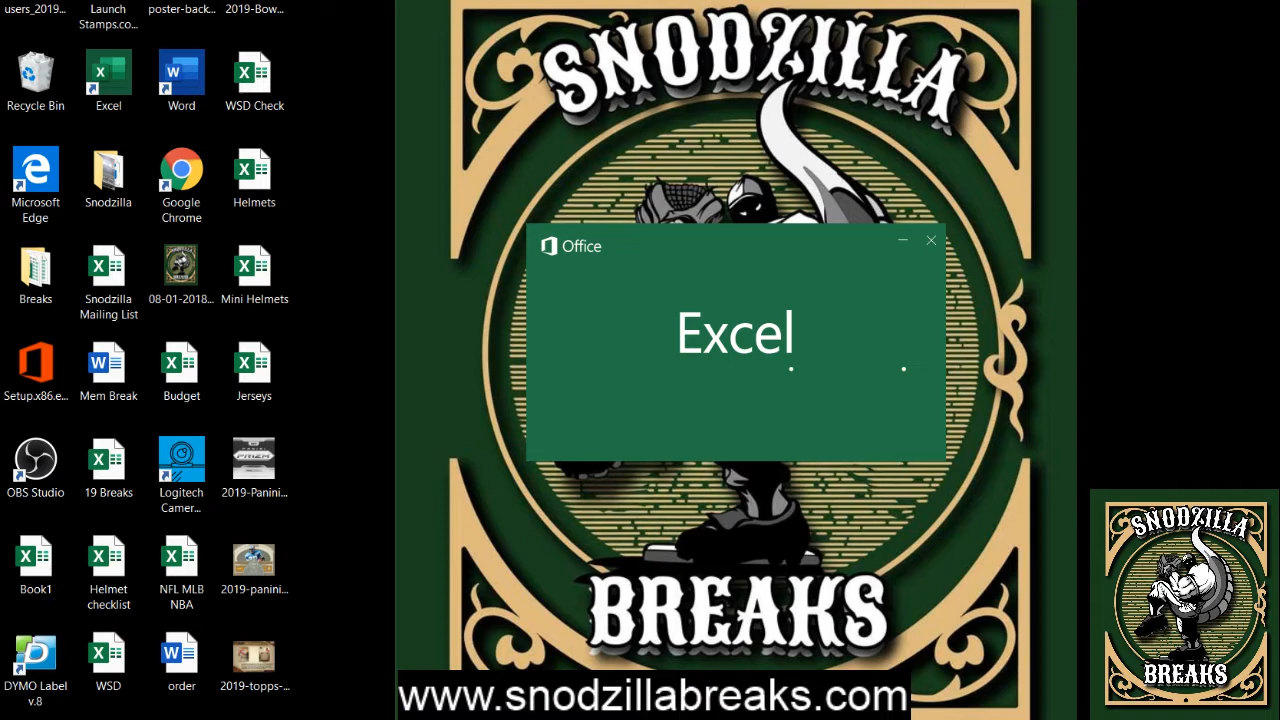 users_2019...
Launch
Stamps.co...
poster-back...
2019-Bow...
Recycle Bin
Excel
Word
WSD Check
Microsoft
Edge
Snodzilla
Google
Chrome
Helmets
Breaks
Snodzilla
Mailing List
08-01-2018...
Mini Helmets
Setup.x86.e...
Mem Break
Budget
Jerseys
OBS Studio
19 Breaks
Logitech
Camer...
2019-Panini...
Book1
Helmet
checklist
NFL MLB
NBA
2019-panini...
DYMO Label
v.8
WSD
order
2019-topps-...
SNODZILLA
Office
Excel
BREAKS
www.snodzillabreaks.com
SNODZILLA
BREAKS